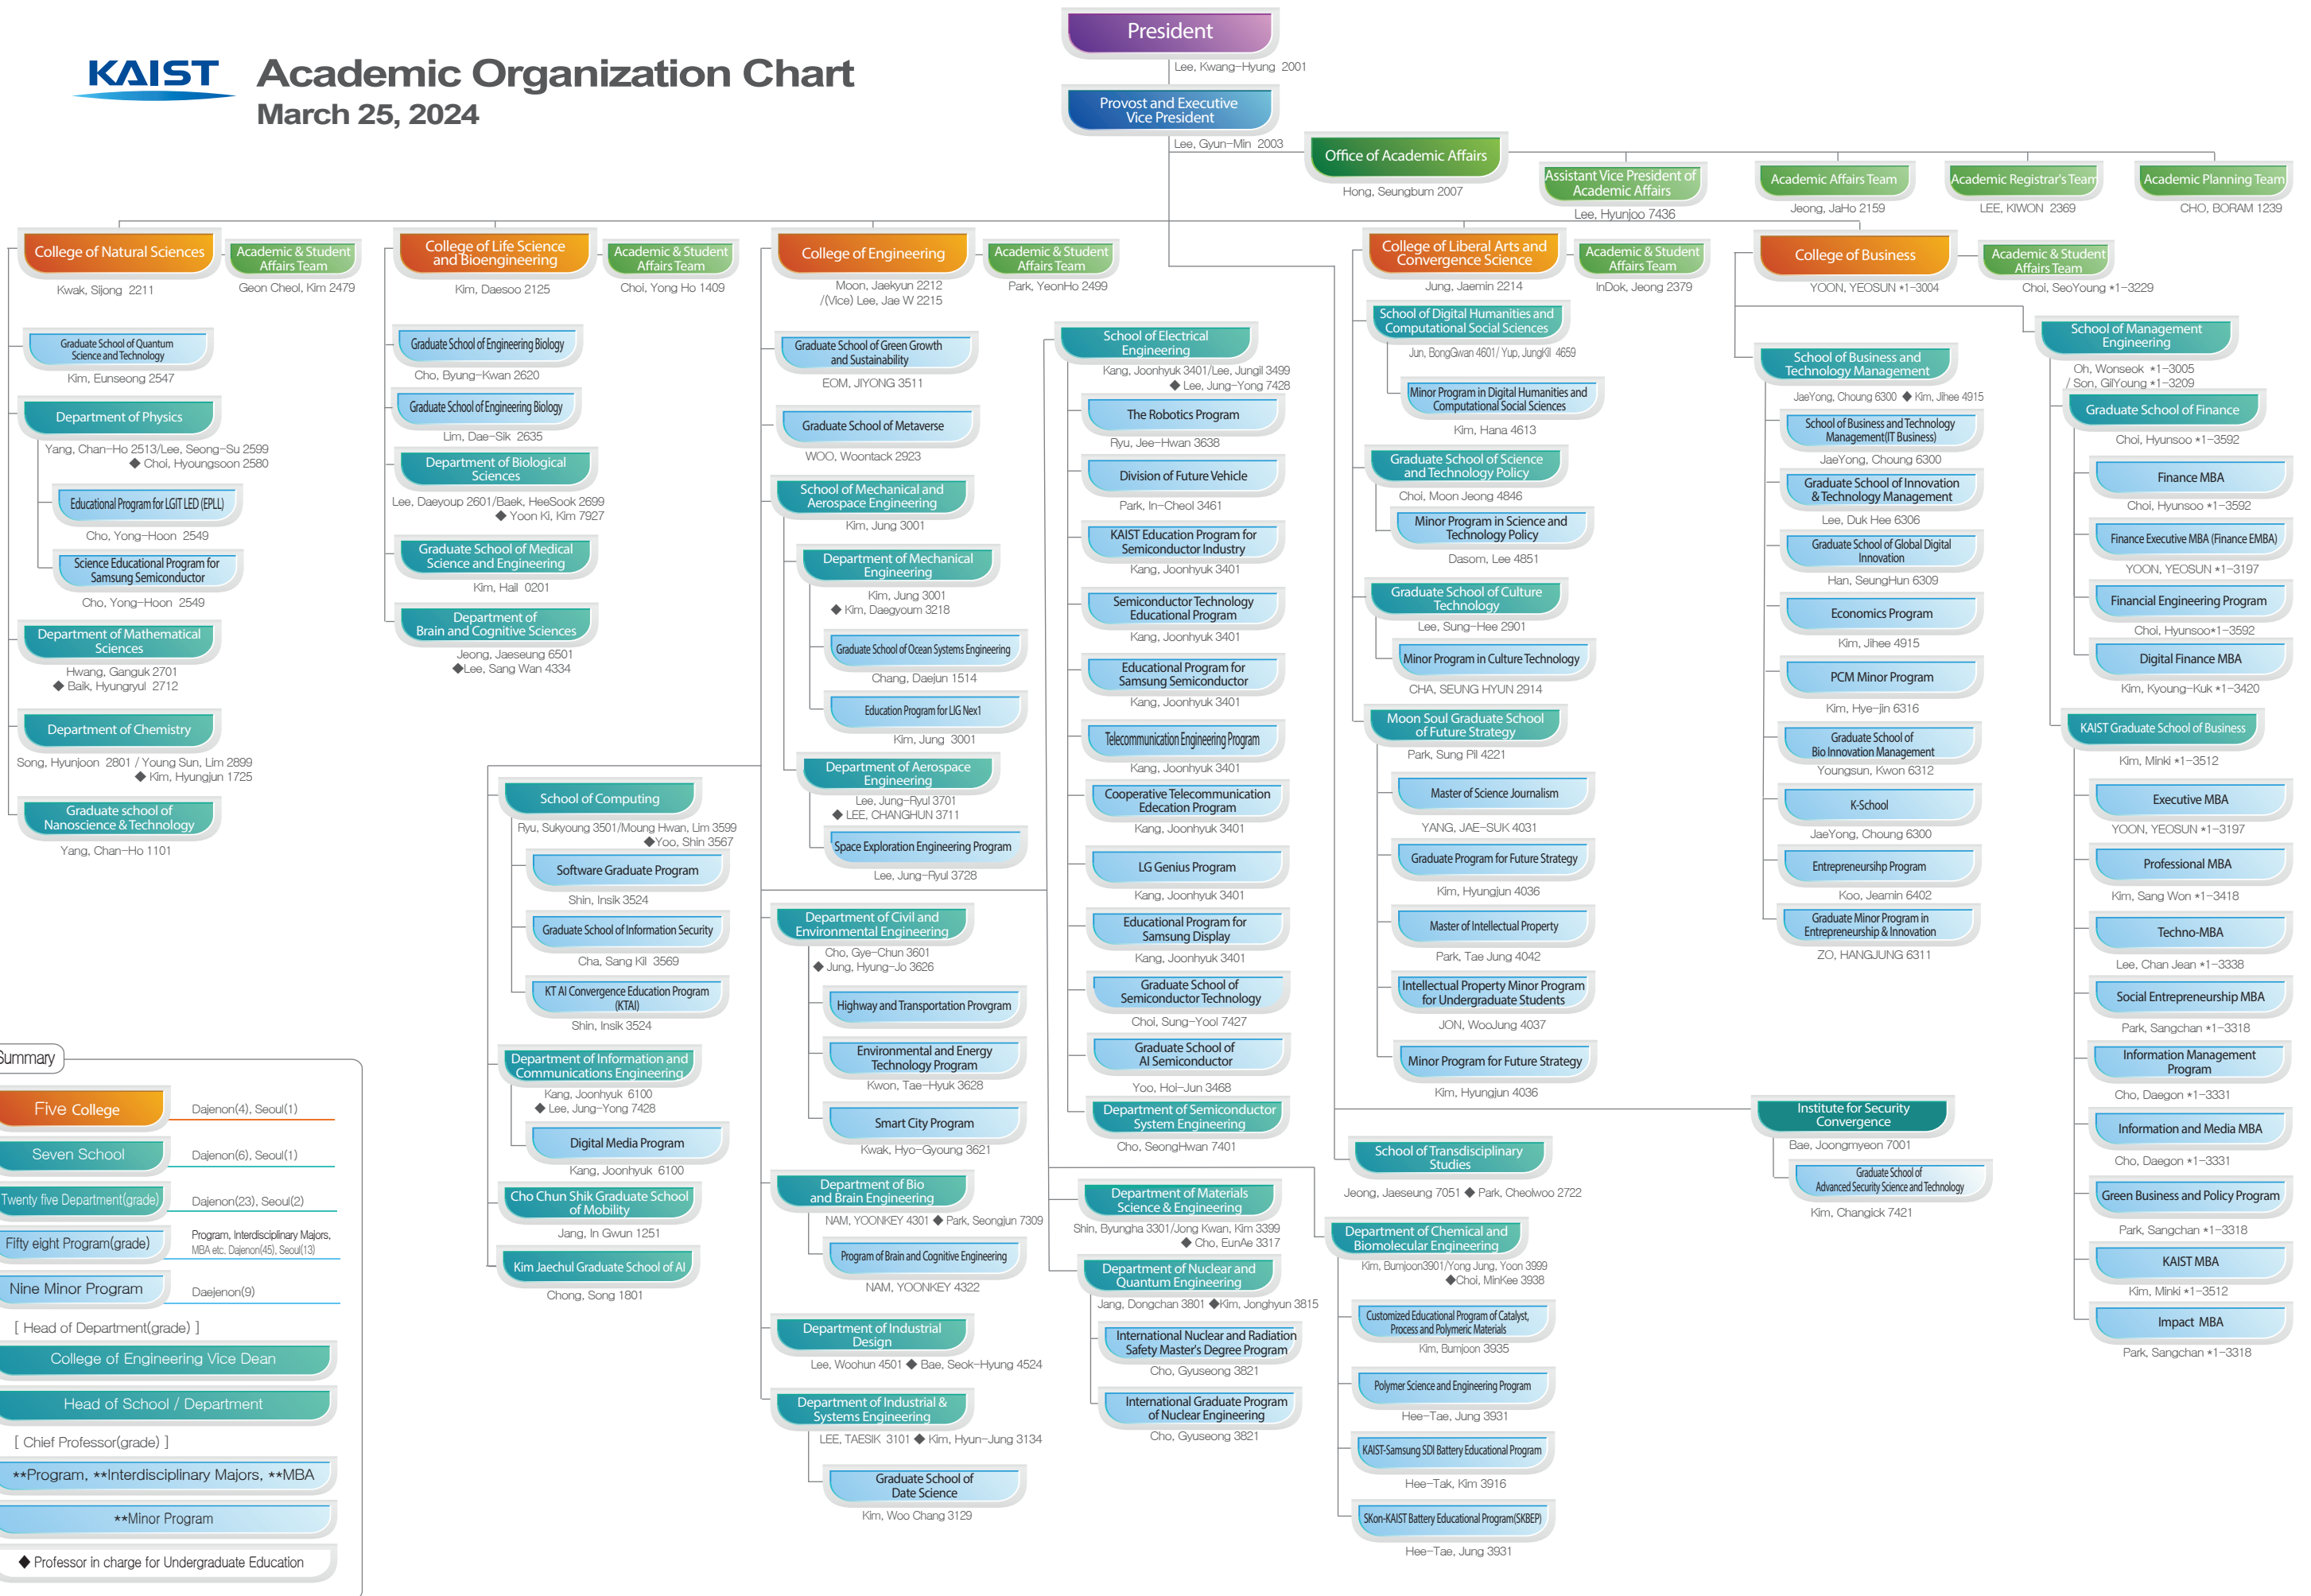 KAIST
Academic Organization Chart
March 25, 2024
President
Lee, Kwang-Hyung 2001
Provost and Executive
Vice President
Lee, Gyun-Min 2003
Office of Academic Affairs
Hong, Seungbum 2007
Assistant Vice President of
Academic Affairs
Lee, Hyunjoo 7436
Academic Affairs Team
Jeong, JaHo 2159
Academic Registrar's Team
LEE, KIWON 2369
Academic Planning Team
CHO, BORAM 1239
College of Natural Sciences
Kwak, Sijong 2211
Academic & Student
Affairs Team
Geon Cheol, Kim 2479
Graduate School of Quantum
Science and Technology
Kim, Eunseong 2547
Department of Physics
Yang, Chan-Ho 2513/Lee, Seong-Su 2599
◆ Choi, Hyoungsoon 2580
Educational Program for LGIT LED (EPLL)
Cho, Yong-Hoon 2549
Science Educational Program for
Samsung Semiconductor
Cho, Yong-Hoon 2549
Department of Mathematical
Sciences
Hwang, Ganguk 2701
◆ Baik, Hyungryul 2712
Department of Chemistry
Song, Hyunjoon 2801 / Young Sun, Lim 2899
◆ Kim, Hyungjun 1725
Graduate school of
Nanoscience & Technology
Yang, Chan-Ho 1101
College of Life Science
and Bioengineering
Kim, Daesoo 2125
Academic & Student
Affairs Team
Choi, Yong Ho 1409
Graduate School of Engineering Biology
Cho, Byung-Kwan 2620
Graduate School of Engineering Biology
Lim, Dae-Sik 2635
Department of Biological
Sciences
Lee, Daeyoup 2601/Baek, HeeSook 2699
◆ Yoon Ki, Kim 7927
Graduate School of Medical
Science and Engineering
Kim, Hail 0201
Department of
Brain and Cognitive Sciences
Jeong, Jaeseung 6501
◆Lee, Sang Wan 4334
College of Engineering
Moon, Jaekyun 2212
/(Vice) Lee, Jae W 2215
Academic & Student
Affairs Team
Park, YeonHo 2499
Graduate School of Green Growth
and Sustainability
EOM, JIYONG 3511
Graduate School of Metaverse
WOO, Woontack 2923
School of Mechanical and
Aerospace Engineering
Kim, Jung 3001
Department of Mechanical
Engineering
Kim, Jung 3001
◆ Kim, Daegyoum 3218
Graduate School of Ocean Systems Engineering
Chang, Daejun 1514
Education Program for LIG Nex1
Kim, Jung 3001
Department of Aerospace
Engineering
Lee, Jung-Ryul 3701
◆ LEE, CHANGHUN 3711
Space Exploration Engineering Program
Lee, Jung-Ryul 3728
School of Computing
Ryu, Sukyoung 3501/Moung Hwan, Lim 3599
◆Yoo, Shin 3567
Software Graduate Program
Shin, Insik 3524
Graduate School of Information Security
Cha, Sang Kil 3569
KT AI Convergence Education Program
(KTAI)
Shin, Insik 3524
Department of Information and
Communications Engineering
Kang, Joonhyuk 6100
◆ Lee, Jung-Yong 7428
Digital Media Program
Kang, Joonhyuk 6100
Cho Chun Shik Graduate School
of Mobility
Jang, In Gwun 1251
Kim Jaechul Graduate School of AI
Chong, Song 1801
Department of Civil and
Environmental Engineering
Cho, Gye-Chun 3601
◆ Jung, Hyung-Jo 3626
Highway and Transportation Provgram
Environmental and Energy
Technology Program
Kwon, Tae-Hyuk 3628
Smart City Program
Kwak, Hyo-Gyoung 3621
Department of Bio
and Brain Engineering
NAM, YOONKEY 4301 ◆ Park, Seongjun 7309
Program of Brain and Cognitive Engineering
NAM, YOONKEY 4322
Department of Industrial
Design
Lee, Woohun 4501 ◆ Bae, Seok-Hyung 4524
Department of Industrial &
Systems Engineering
LEE, TAESIK 3101 ◆ Kim, Hyun-Jung 3134
Graduate School of
Date Science
Kim, Woo Chang 3129
School of Electrical
Engineering
Kang, Joonhyuk 3401/Lee, Jungil 3499
◆ Lee, Jung-Yong 7428
The Robotics Program
Ryu, Jee-Hwan 3638
Division of Future Vehicle
Park, In-Cheol 3461
KAIST Education Program for
Semiconductor Industry
Kang, Joonhyuk 3401
Semiconductor Technology
Educational Program
Kang, Joonhyuk 3401
Educational Program for
Samsung Semiconductor
Kang, Joonhyuk 3401
Telecommunication Engineering Program
Kang, Joonhyuk 3401
Cooperative Telecommunication
Edecation Program
Kang, Joonhyuk 3401
LG Genius Program
Kang, Joonhyuk 3401
Educational Program for
Samsung Display
Kang, Joonhyuk 3401
Graduate School of
Semiconductor Technology
Choi, Sung-Yool 7427
Graduate School of
AI Semiconductor
Yoo, Hoi-Jun 3468
Department of Semiconductor
System Engineering
Cho, SeongHwan 7401
Department of Materials
Science & Engineering
Shin, Byungha 3301/Jong Kwan, Kim 3399
◆ Cho, EunAe 3317
Department of Nuclear and
Quantum Engineering
Jang, Dongchan 3801 ◆Kim, Jonghyun 3815
International Nuclear and Radiation
Safety Master's Degree Program
Cho, Gyuseong 3821
International Graduate Program
of Nuclear Engineering
Cho, Gyuseong 3821
Department of Chemical and
Biomolecular Engineering
Kim, Bumjoon3901/Yong Jung, Yoon 3999
◆Choi, MinKee 3938
Customized Educational Program of Catalyst,
Process and Polymeric Materials
Kim, Bumjoon 3935
Polymer Science and Engineering Program
Hee-Tae, Jung 3931
KAIST-Samsung SDI Battery Educational Program
Hee-Tak, Kim 3916
SKon-KAIST Battery Educational Program(SKBEP)
Hee-Tae, Jung 3931
College of Liberal Arts and
Convergence Science
Jung, Jaemin 2214
Academic & Student
Affairs Team
InDok, Jeong 2379
School of Digital Humanities and
Computational Social Sciences
Jun, BongGwan 4601/ Yup, JungKil 4659
Minor Program in Digital Humanities and
Computational Social Sciences
Kim, Hana 4613
Graduate School of Science
and Technology Policy
Choi, Moon Jeong 4846
Minor Program in Science and
Technology Policy
Dasom, Lee 4851
Graduate School of Culture
Technology
Lee, Sung-Hee 2901
Minor Program in Culture Technology
CHA, SEUNG HYUN 2914
Moon Soul Graduate School
of Future Strategy
Park, Sung Pil 4221
Master of Science Journalism
YANG, JAE-SUK 4031
Graduate Program for Future Strategy
Kim, Hyungjun 4036
Master of Intellectual Property
Park, Tae Jung 4042
Intellectual Property Minor Program
for Undergraduate Students
JON, WooJung 4037
Minor Program for Future Strategy
Kim, Hyungjun 4036
School of Transdisciplinary
Studies
Jeong, Jaeseung 7051 ◆ Park, Cheolwoo 2722
Institute for Security
Convergence
Bae, Joongmyeon 7001
Graduate School of
Advanced Security Science and Technology
Kim, Changick 7421
College of Business
YOON, YEOSUN *1-3004
Academic & Student
Affairs Team
Choi, SeoYoung *1-3229
School of Business and
Technology Management
JaeYong, Choung 6300 ◆ Kim, Jihee 4915
School of Business and Technology
Management(IT Business)
JaeYong, Choung 6300
Graduate School of Innovation
& Technology Management
Lee, Duk Hee 6306
Graduate School of Global Digital
Innovation
Han, SeungHun 6309
Economics Program
Kim, Jihee 4915
PCM Minor Program
Kim, Hye-jin 6316
Graduate School of
Bio Innovation Management
Youngsun, Kwon 6312
K-School
JaeYong, Choung 6300
Entrepreneursihp Program
Koo, Jeamin 6402
Graduate Minor Program in
Entrepreneurship & Innovation
ZO, HANGJUNG 6311
School of Management
Engineering
Oh, Wonseok *1-3005
/ Son, GilYoung *1-3209
Graduate School of Finance
Choi, Hyunsoo *1-3592
Finance MBA
Choi, Hyunsoo *1-3592
Finance Executive MBA (Finance EMBA)
YOON, YEOSUN *1-3197
Financial Engineering Program
Choi, Hyunsoo*1-3592
Digital Finance MBA
Kim, Kyoung-Kuk *1-3420
KAIST Graduate School of Business
Kim, Minki *1-3512
Executive MBA
YOON, YEOSUN *1-3197
Professional MBA
Kim, Sang Won *1-3418
Techno-MBA
Lee, Chan Jean *1-3338
Social Entrepreneurship MBA
Park, Sangchan *1-3318
Information Management
Program
Cho, Daegon *1-3331
Information and Media MBA
Cho, Daegon *1-3331
Green Business and Policy Program
Park, Sangchan *1-3318
KAIST MBA
Kim, Minki *1-3512
Impact MBA
Park, Sangchan *1-3318
Summary
Five College
Dajenon(4), Seoul(1)
Seven School
Dajenon(6), Seoul(1)
Twenty five Department(grade)
Dajenon(23), Seoul(2)
Fifty eight Program(grade)
Program, Interdisciplinary Majors,
MBA etc. Dajenon(45), Seoul(13)
Nine Minor Program
Daejenon(9)
[ Head of Department(grade) ]
College of Engineering Vice Dean
Head of School / Department
[ Chief Professor(grade) ]
**Program, **Interdisciplinary Majors, **MBA
**Minor Program
◆ Professor in charge for Undergraduate Education